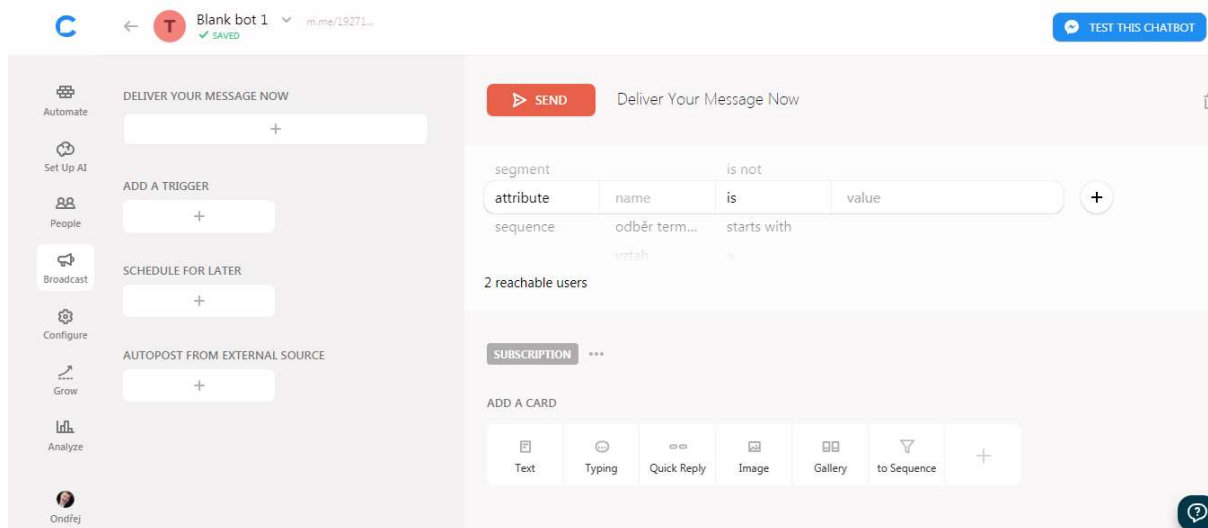 Blank bot 1
m.me/19271...
SAVED
TEST THIS CHATBOT
Automate
Set Up AI
People
Broadcast
Configure
Grow
Analyze
Ondřej
DELIVER YOUR MESSAGE NOW
ADD A TRIGGER
SCHEDULE FOR LATER
AUTOPOST FROM EXTERNAL SOURCE
SEND
Deliver Your Message Now
segment is not
attribute name is value
sequence odběr term... starts with
vztah >
2 reachable users
SUBSCRIPTION
ADD A CARD
Text Typing Quick Reply Image Gallery to Sequence